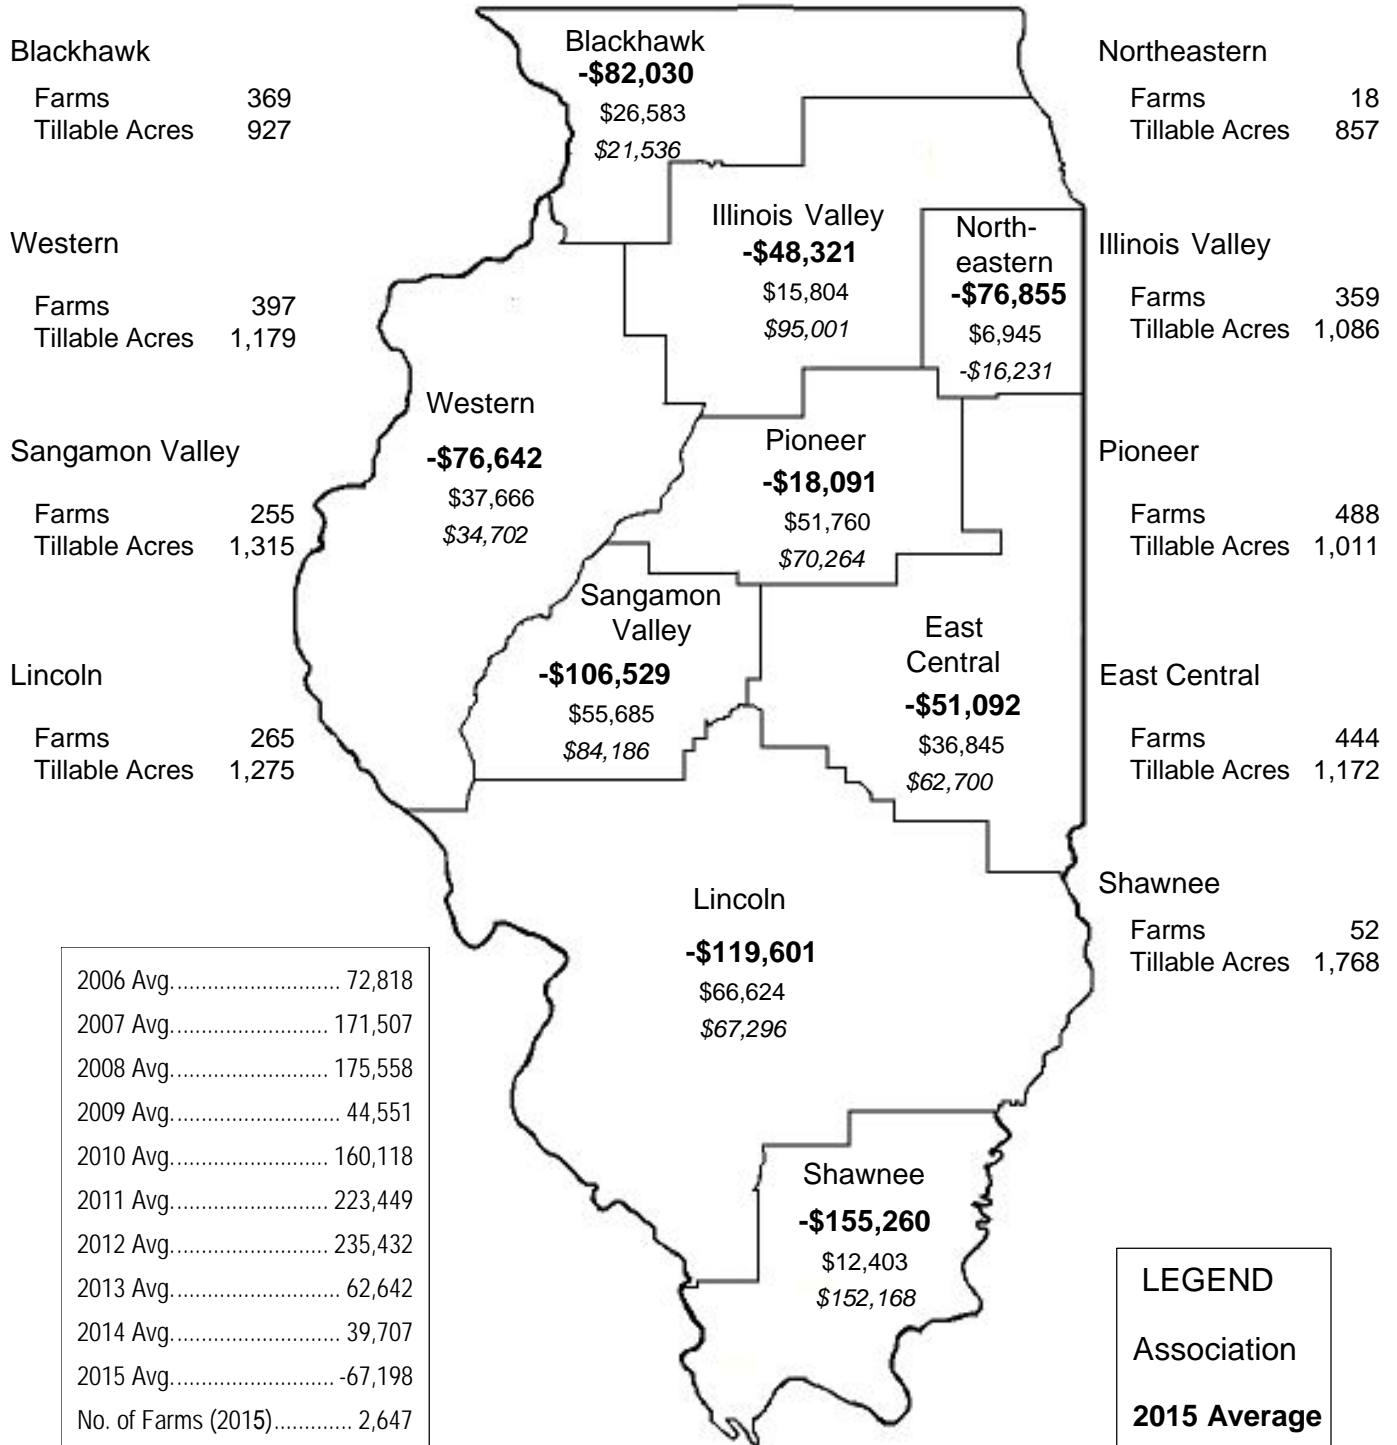 Blackhawk
Farms 369
Tillable Acres 927
Western
Farms 397
Tillable Acres 1,179
Sangamon Valley
Farms 255
Tillable Acres 1,315
Lincoln
Farms 265
Tillable Acres 1,275
Blackhawk
-$82,030
$26,583
$21,536
Illinois Valley
-$48,321
$15,804
$95,001
North-
eastern
-$76,855
$6,945
-$16,231
Western
-$76,642
$37,666
$34,702
Pioneer
-$18,091
$51,760
$70,264
Sangamon
Valley
-$106,529
$55,685
$84,186
East
Central
-$51,092
$36,845
$62,700
Lincoln
-$119,601
$66,624
$67,296
Shawnee
-$155,260
$12,403
$152,168
Northeastern
Farms 18
Tillable Acres 857
Illinois Valley
Farms 359
Tillable Acres 1,086
Pioneer
Farms 488
Tillable Acres 1,011
East Central
Farms 444
Tillable Acres 1,172
Shawnee
Farms 52
Tillable Acres 1,768
2006 Avg. .......................... 72,818
2007 Avg. ........................ 171,507
2008 Avg. ........................ 175,558
2009 Avg. .......................... 44,551
2010 Avg. ........................ 160,118
2011 Avg. ........................ 223,449
2012 Avg. ........................ 235,432
2013 Avg. .......................... 62,642
2014 Avg. .......................... 39,707
2015 Avg. ......................... -67,198
No. of Farms (2015) ............ 2,647
LEGEND
Association
2015 Average